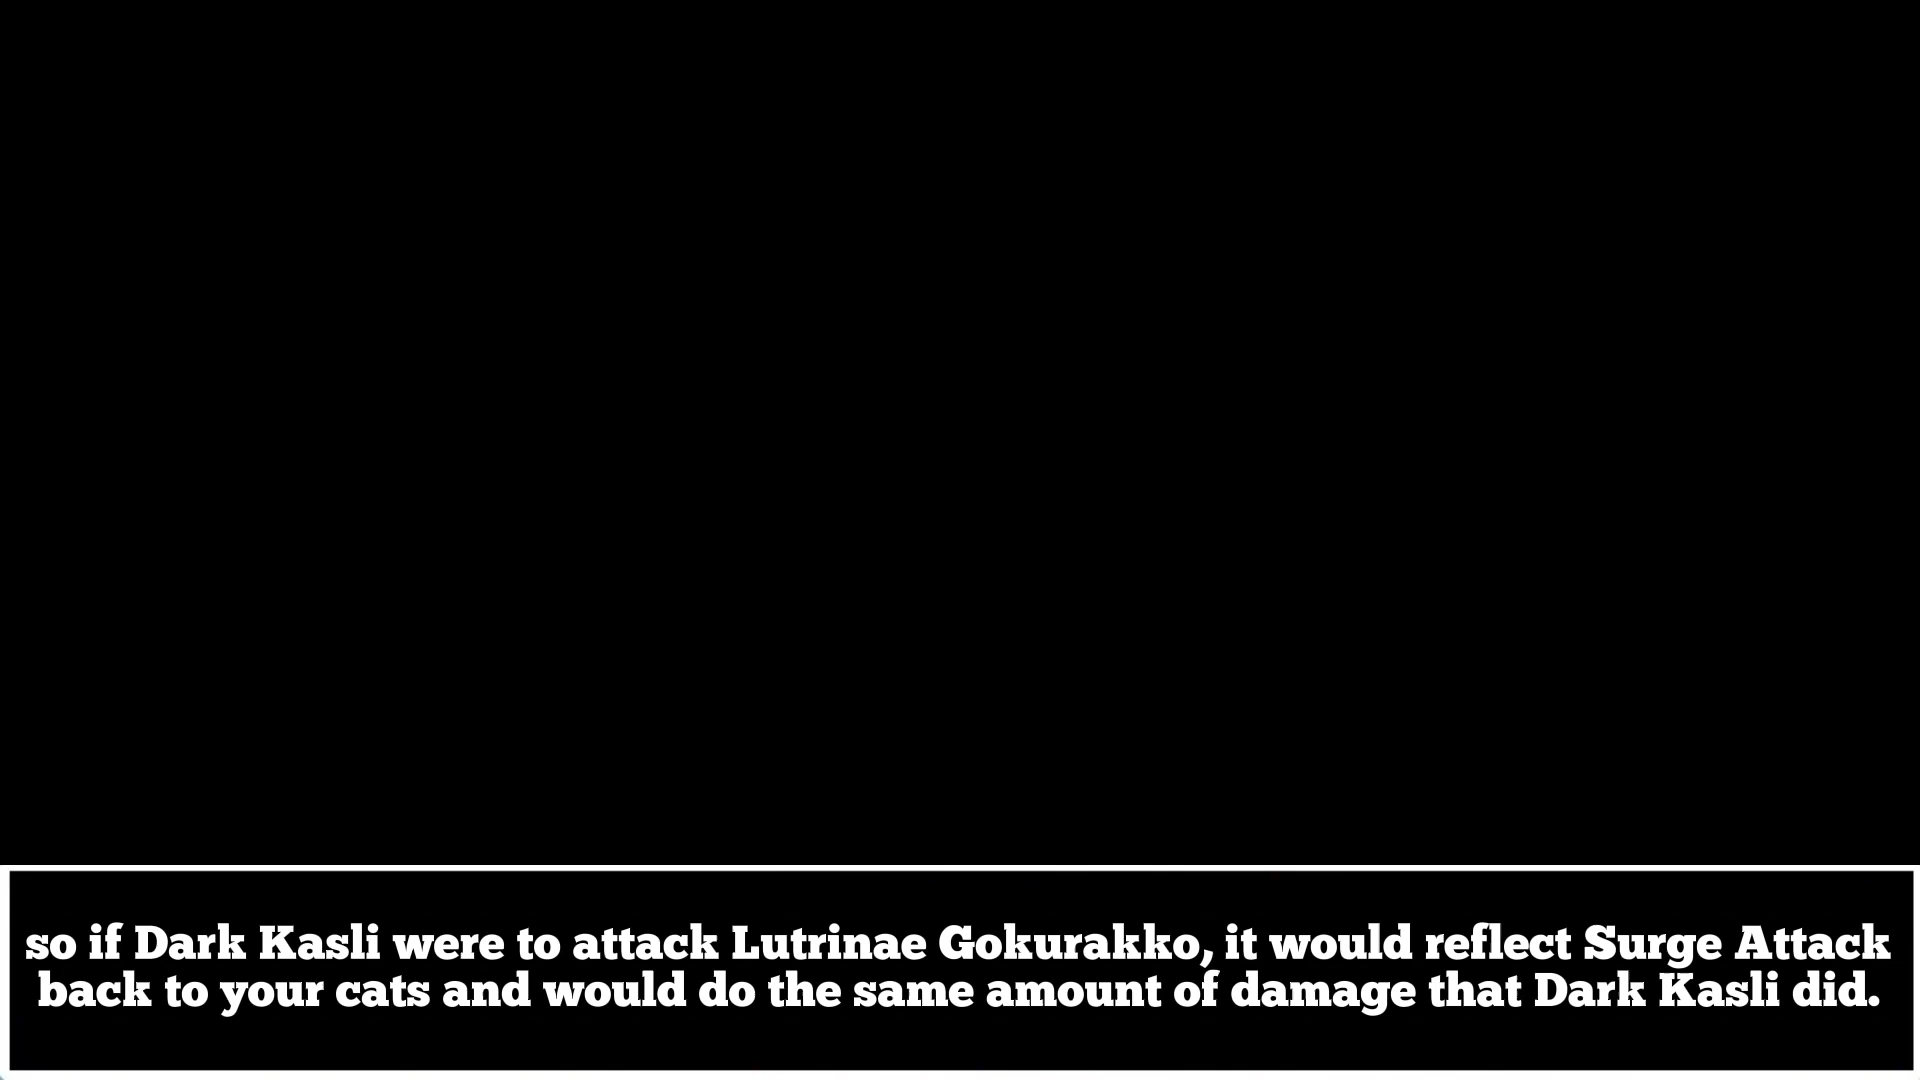 so if Dark Kasli were to attack Lutrinae Gokurakko, it would reflect Surge Attack
back to your cats and would do the same amount of damage that Dark Kasli did.